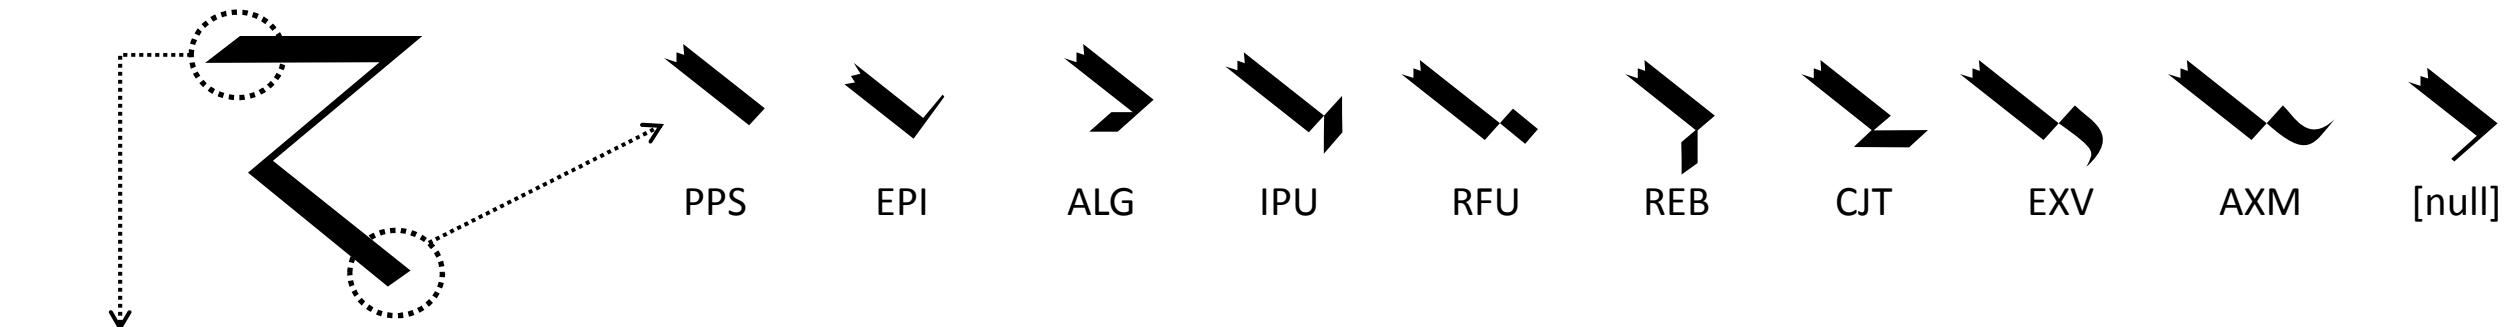 PPS EPI ALG IPU RFU REB CJT EXV AXM [null]